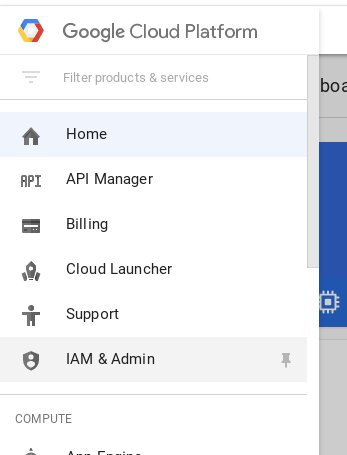 Google Cloud Platform
Filter products & services
Home
API Manager
Billing
Cloud Launcher
Support
IAM & Admin
COMPUTE
App Engine
boa